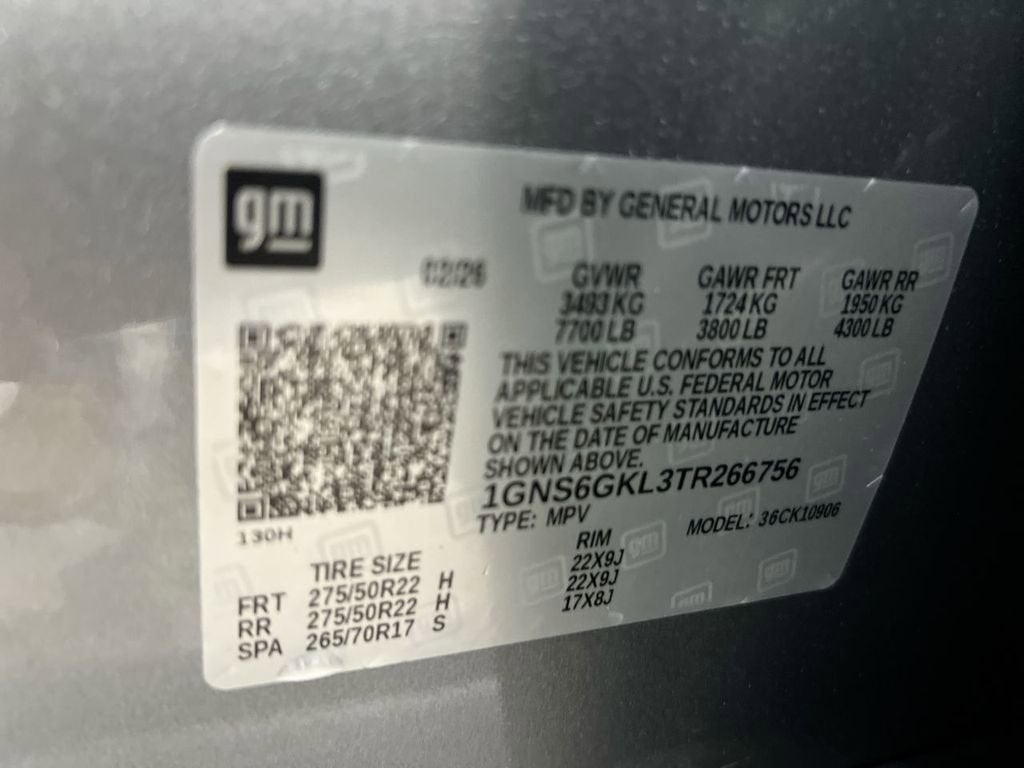 gm
MFD BY GENERAL MOTORS LLC
02/26
GVWR GAWR FRT GAWR RR
3493 KG 1724 KG 1950 KG
7700 LB 3800 LB 4300 LB
THIS VEHICLE CONFORMS TO ALL
APPLICABLE U.S. FEDERAL MOTOR
VEHICLE SAFETY STANDARDS IN EFFECT
ON THE DATE OF MANUFACTURE
SHOWN ABOVE.
1GNS6GKL3TR266756
TYPE: MPV MODEL: 36CK10906
130H
TIRE SIZE RIM
FRT 275/50R22 H 22X9J
RR 275/50R22 H 22X9J
SPA 265/70R17 S 17X8J